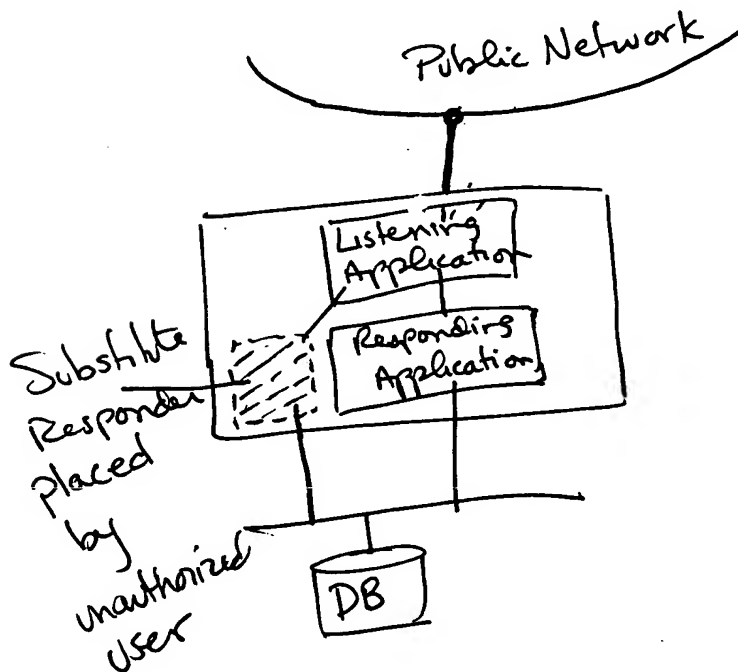 Public Network
Listening
Application
Responding
Application
Substitute
Responder
placed
by
unauthorized
user
DB